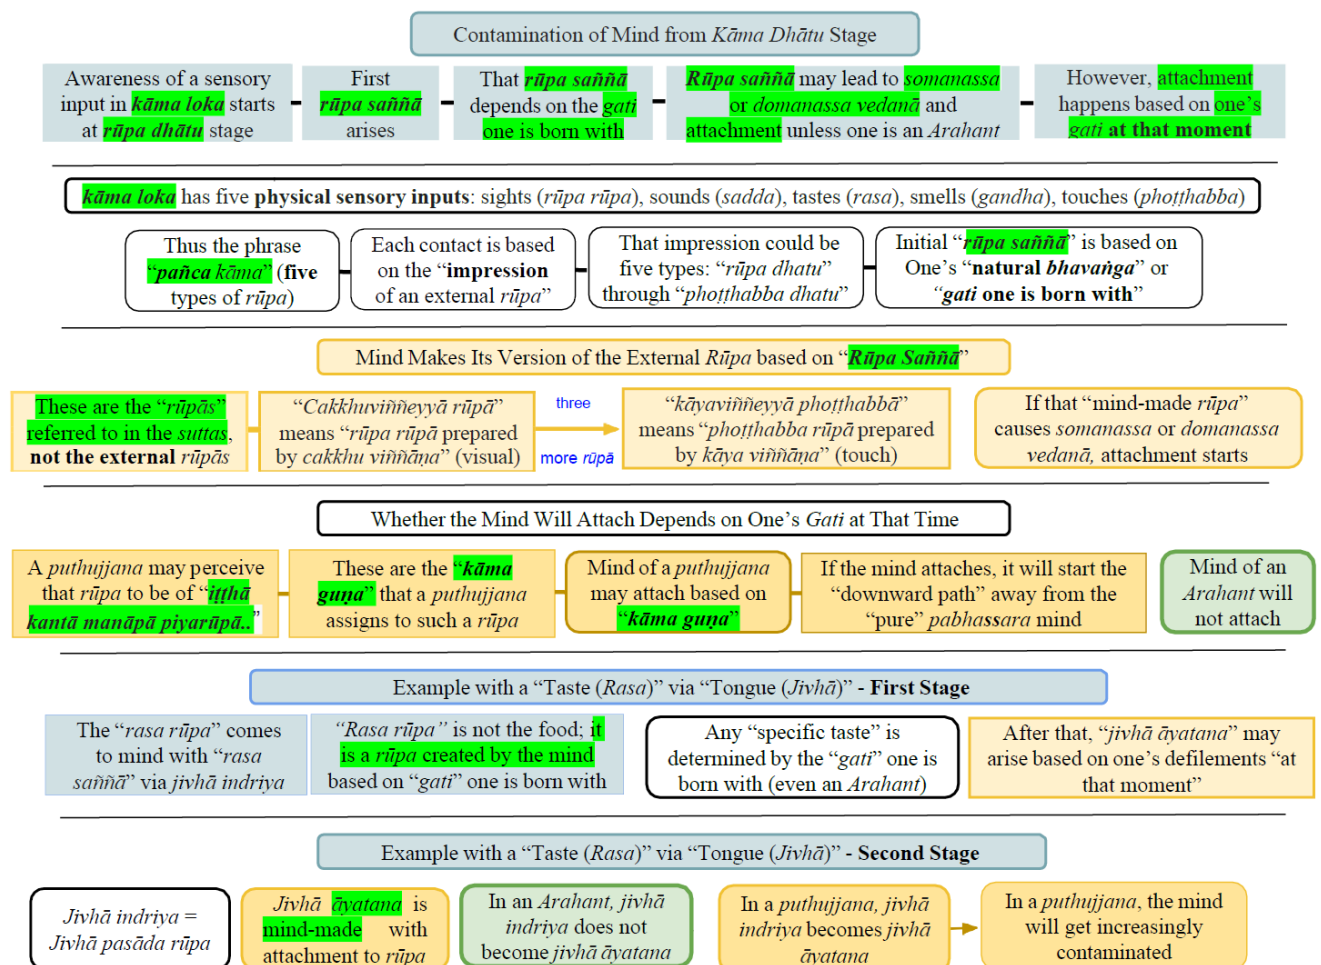 Contamination of Mind from Kāma Dhātu Stage
Awareness of a sensory
input in kāma loka starts
at rūpa dhātu stage
First
rūpa saññā
arises
That rūpa saññā
depends on the gati
one is born with
Rūpa saññā may lead to somanassa
or domanassa vedanā and
attachment unless one is an Arahant
However, attachment
happens based on one's
gati at that moment
kāma loka has five physical sensory inputs: sights (rūpa rūpa), sounds (sadda), tastes (rasa), smells (gandha), touches (phoṭṭhabba)
Thus the phrase
“pañca kāma” (five
types of rūpa)
Each contact is based
on the “impression
of an external rūpa”
That impression could be
five types: “rūpa dhatu”
through “phoṭṭhabba dhatu”
Initial “rūpa saññā” is based on
One's “natural bhavaṅga” or
“gati one is born with”
Mind Makes Its Version of the External Rūpa based on “Rūpa Saññā”
These are the “rūpās”
referred to in the suttas,
not the external rūpās
“Cakkhuviññeyyā rūpā”
means “rūpa rūpā prepared
by cakkhu viññāṇa” (visual)
three
more rūpā
“kāyaviññeyyā phoṭṭhabbā”
means “phoṭṭhabba rūpā prepared
by kāya viññāṇa” (touch)
If that “mind-made rūpa”
causes somanassa or domanassa
vedanā, attachment starts
Whether the Mind Will Attach Depends on One's Gati at That Time
A puthujjana may perceive
that rūpa to be of “iṭṭhā
kantā manāpā piyarūpā..”
These are the “kāma
guṇa” that a puthujjana
assigns to such a rūpa
Mind of a puthujjana
may attach based on
“kāma guṇa”
If the mind attaches, it will start the
“downward path” away from the
“pure” pabhassara mind
Mind of an
Arahant will
not attach
Example with a “Taste (Rasa)” via “Tongue (Jivhā)” - First Stage
The “rasa rūpa” comes
to mind with “rasa
saññā” via jivhā indriya
“Rasa rūpa” is not the food; it
is a rūpa created by the mind
based on “gati” one is born with
Any “specific taste” is
determined by the “gati” one is
born with (even an Arahant)
After that, “jivhā āyatana” may
arise based on one's defilements “at
that moment”
Example with a “Taste (Rasa)” via “Tongue (Jivhā)” - Second Stage
Jivhā indriya =
Jivhā pasāda rūpa
Jivhā āyatana is
mind-made with
attachment to rūpa
In an Arahant, jivhā
indriya does not
become jivhā āyatana
In a puthujjana, jivhā
indriya becomes jivhā
āyatana
In a puthujjana, the mind
will get increasingly
contaminated